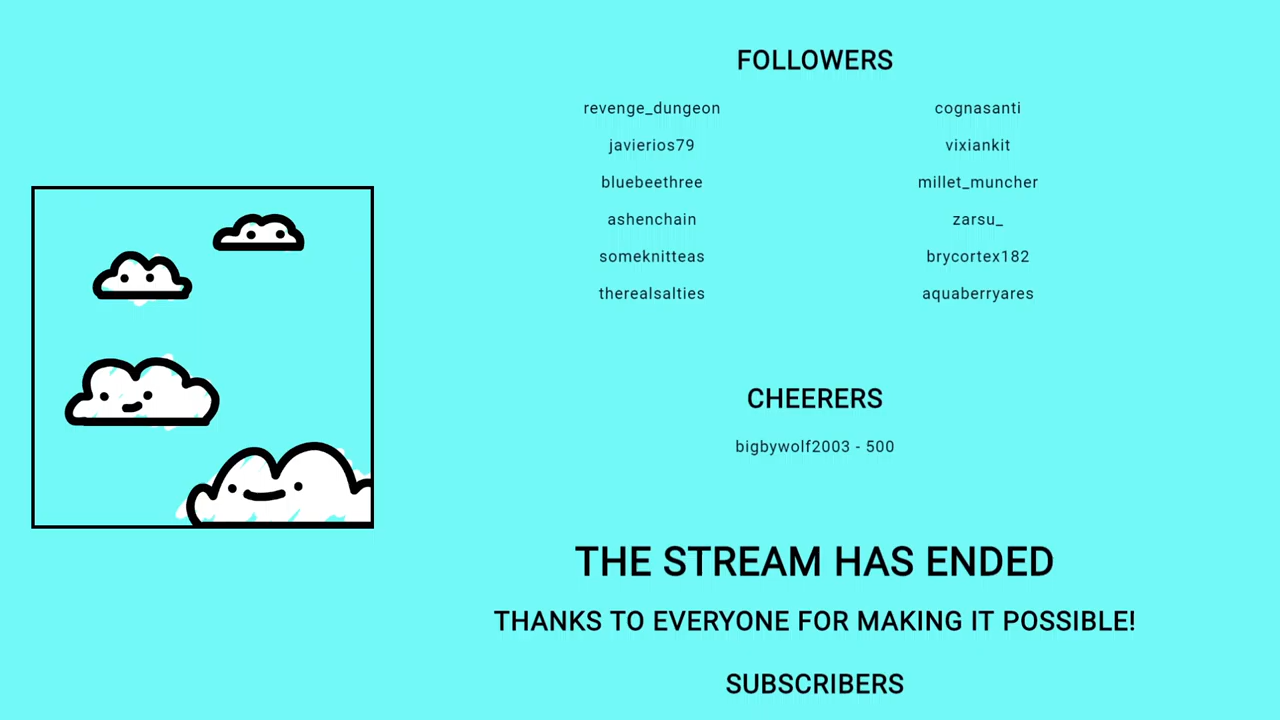 FOLLOWERS
revenge_dungeon cognasanti
javierios79 vixiankit
bluebeethree millet_muncher
ashenchain zarsu_
someknitteas brycortex182
therealsalties aquaberryares
CHEERERS
bigbywolf2003 - 500
THE STREAM HAS ENDED
THANKS TO EVERYONE FOR MAKING IT POSSIBLE!
SUBSCRIBERS